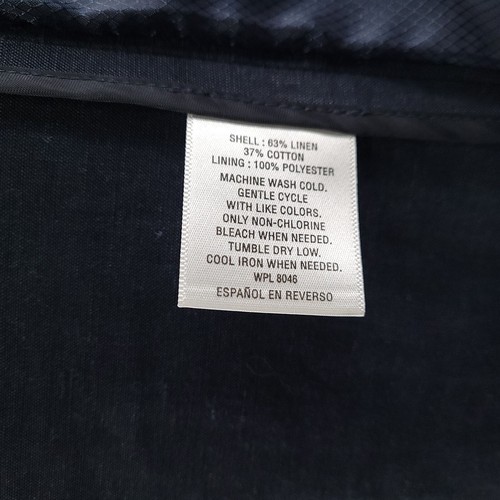 SHELL : 63% LINEN
37% COTTON
LINING : 100% POLYESTER
MACHINE WASH COLD.
GENTLE CYCLE
WITH LIKE COLORS.
ONLY NON-CHLORINE
BLEACH WHEN NEEDED.
TUMBLE DRY LOW.
COOL IRON WHEN NEEDED.
WPL 8046
ESPAÑOL EN REVERSO